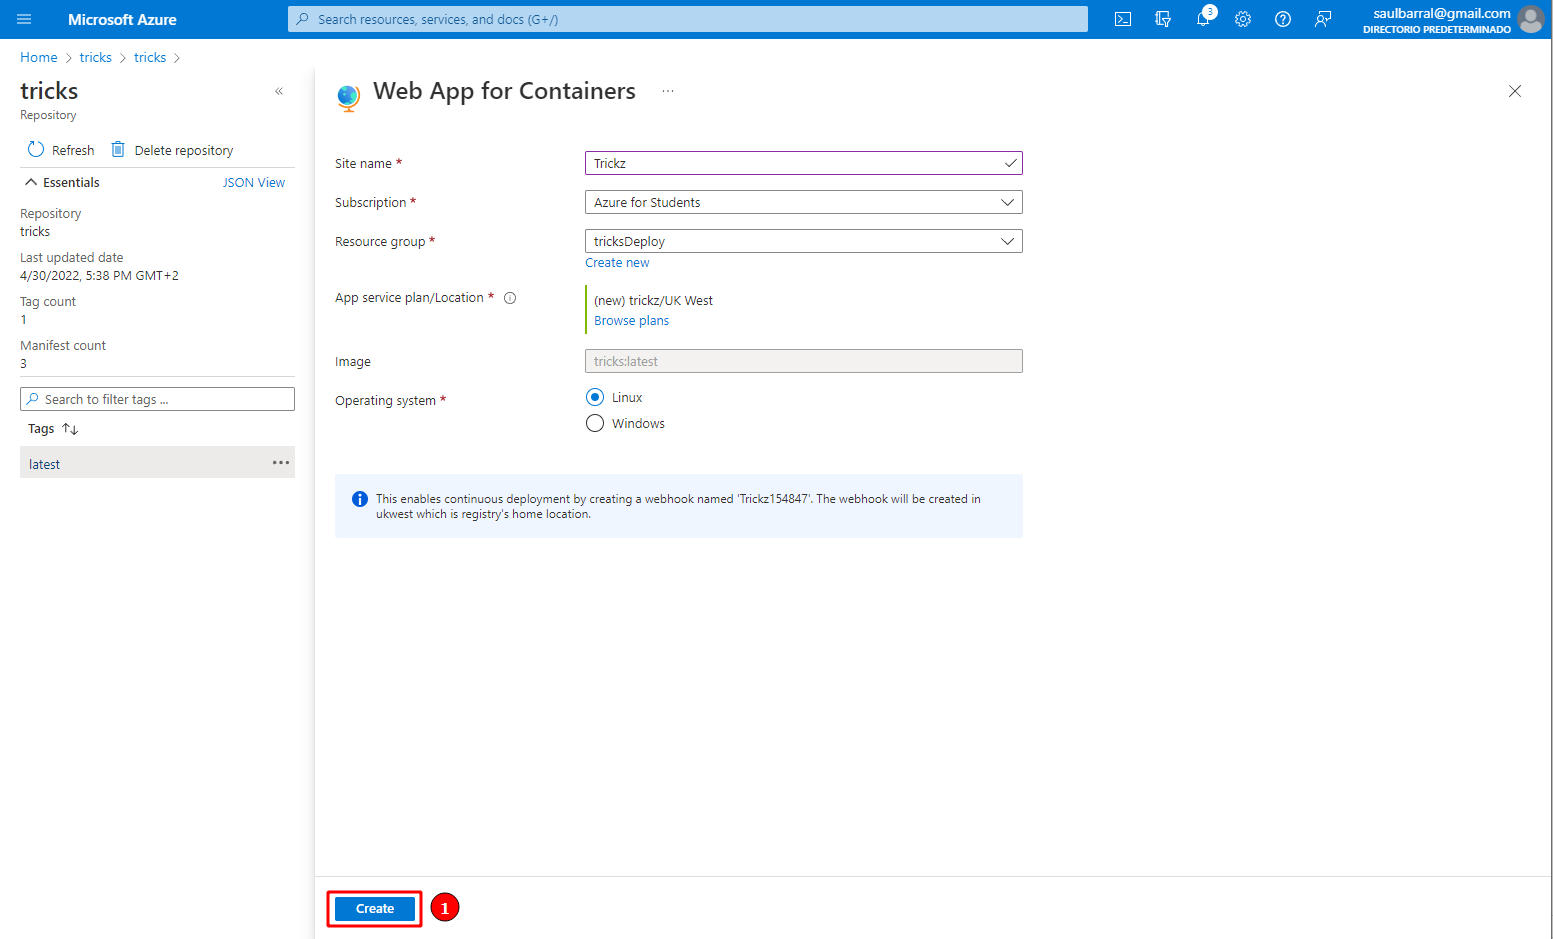 Microsoft Azure
Search resources, services, and docs (G+/)
3
saulbarral@gmail.com
DIRECTORIO PREDETERMINADO
Home > tricks > tricks >
tricks
«
Repository
Refresh
Delete repository
Essentials
JSON View
Repository
tricks
Last updated date
4/30/2022, 5:38 PM GMT+2
Tag count
1
Manifest count
3
Search to filter tags ...
Tags
latest
...
Web App for Containers
...
Site name *
Trickz
Subscription *
Azure for Students
Resource group *
tricksDeploy
Create new
App service plan/Location *
(new) trickz/UK West
Browse plans
Image
tricks:latest
Operating system *
Linux
Windows
This enables continuous deployment by creating a webhook named 'Trickz154847'. The webhook will be created in
ukwest which is registry's home location.
Create
1